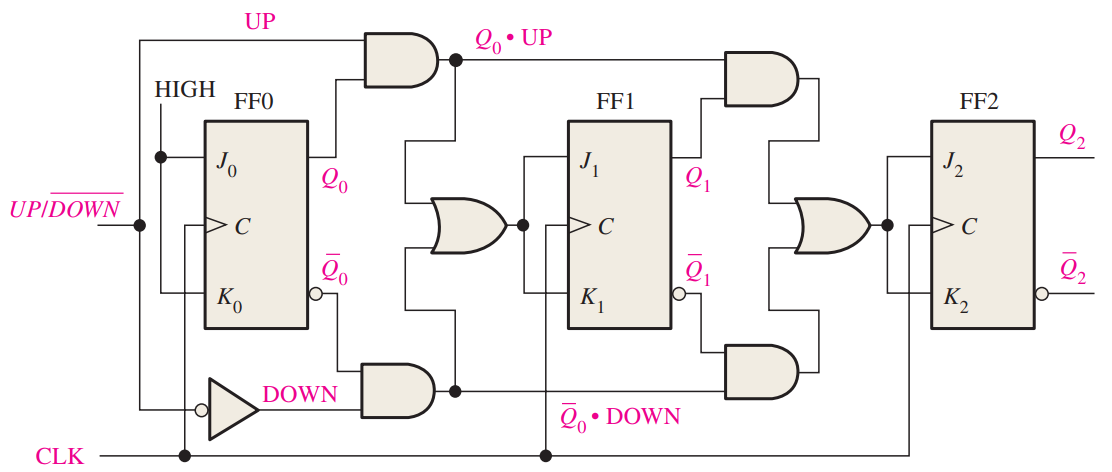 UP
Q₀ • UP
HIGH
FF0
FF1
FF2
J₀
Q₀
J₁
Q₁
J₂
Q₂
UP/D̅O̅W̅N̅
C
C
C
Q̅₀
Q̅₁
Q̅₂
K₀
K₁
K₂
DOWN
Q̅₀ • DOWN
CLK